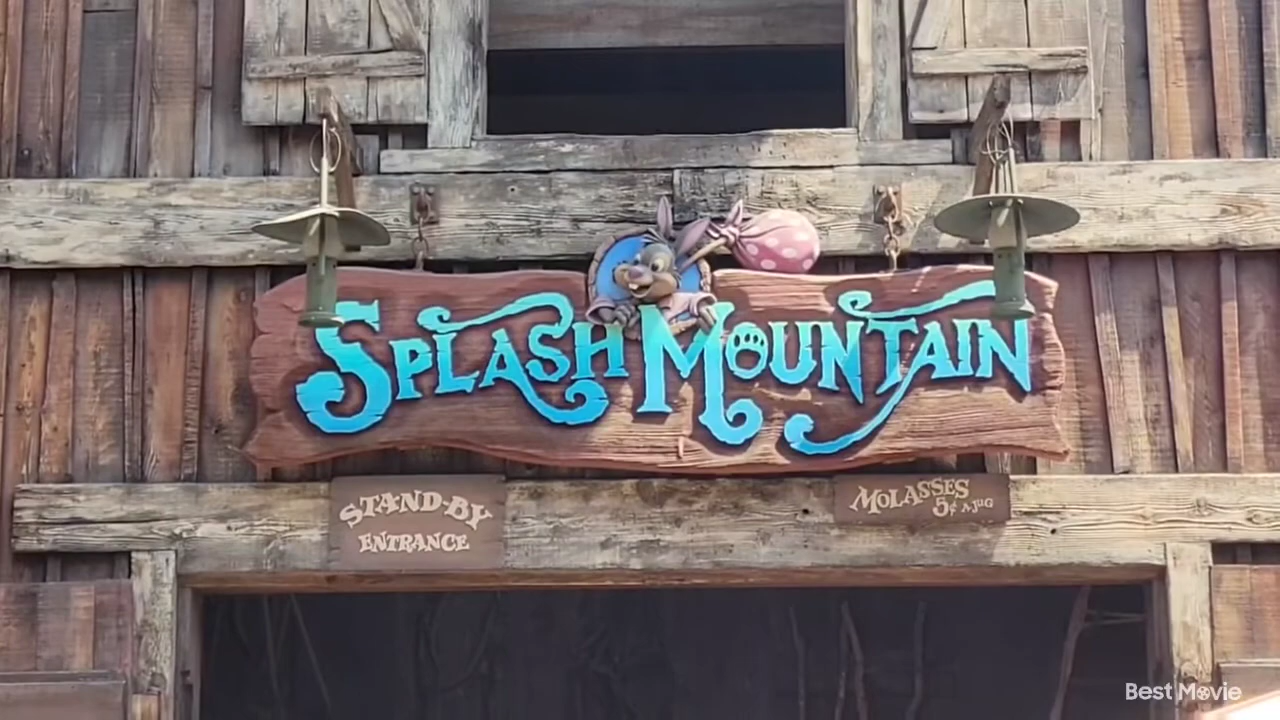 SPLASH MOUNTAIN
STAND-BY
ENTRANCE
MOLASSES
5¢ A JUG
Best Movie